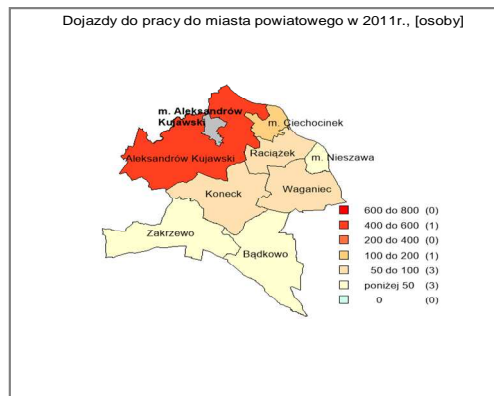 Dojazdy do pracy do miasta powiatowego w 2011r., [osoby]
m. Aleksandrów
Kujawski
m. Ciechocinek
Aleksandrów Kujawski
Raciążek
m. Nieszawa
Koneck
Waganiec
Zakrzewo
Bądkowo
600 do 800 (0)
400 do 600 (1)
200 do 400 (0)
100 do 200 (1)
50 do 100 (3)
poniżej 50 (3)
0 (0)